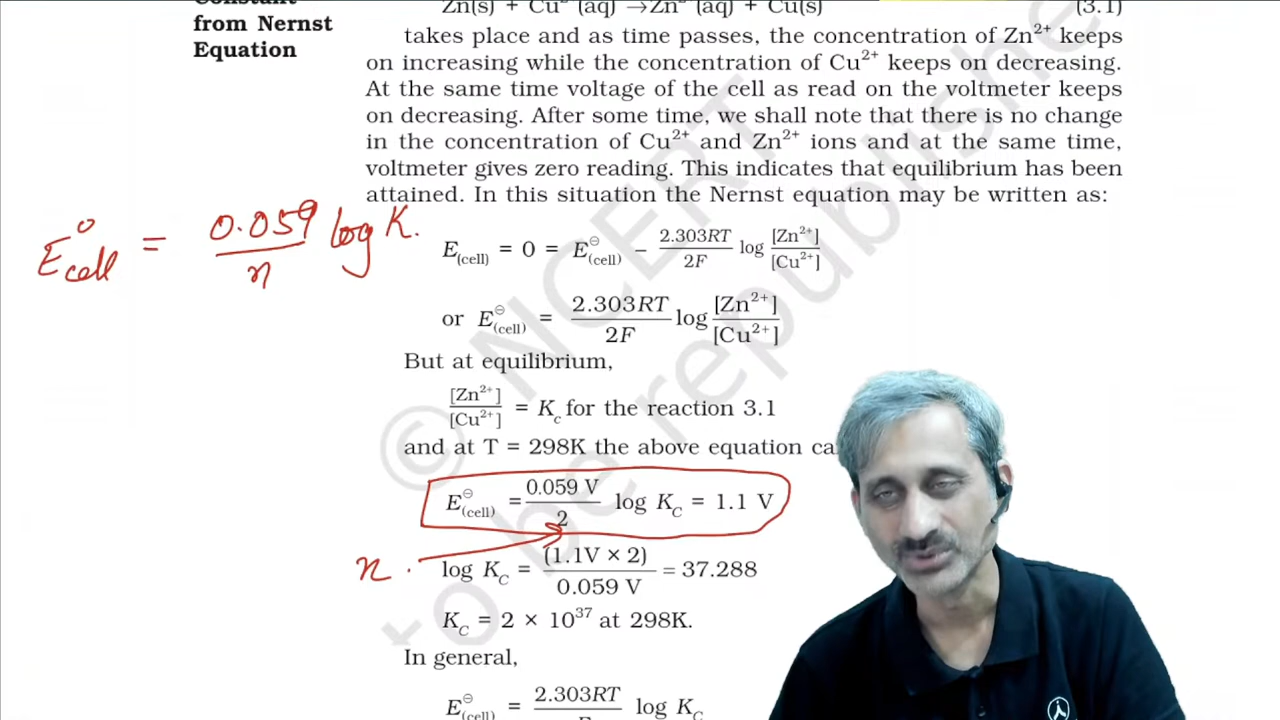 Constant
from Nernst
Equation
Zn(s) + Cu²⁺(aq) → Zn²⁺(aq) + Cu(s) (3.1)
takes place and as time passes, the concentration of Zn²⁺ keeps
on increasing while the concentration of Cu²⁺ keeps on decreasing.
At the same time voltage of the cell as read on the voltmeter keeps
on decreasing. After some time, we shall note that there is no change
in the concentration of Cu²⁺ and Zn²⁺ ions and at the same time,
voltmeter gives zero reading. This indicates that equilibrium has been
attained. In this situation the Nernst equation may be written as:
E°cell = 0.059/n log K.
E(cell) = 0 = E⊖(cell) – 2.303RT/2F log [Zn²⁺]/[Cu²⁺]
or E⊖(cell) = 2.303RT/2F log [Zn²⁺]/[Cu²⁺]
But at equilibrium,
[Zn²⁺]/[Cu²⁺] = Kc for the reaction 3.1
and at T = 298K the above equation
E⊖(cell) = 0.059 V/2 log KC = 1.1 V
n.
log KC = (1.1V × 2)/0.059 V = 37.288
KC = 2 × 10³⁷ at 298K.
In general,
E⊖(cell) = 2.303RT/ log KC
© NCERT
to be republishe